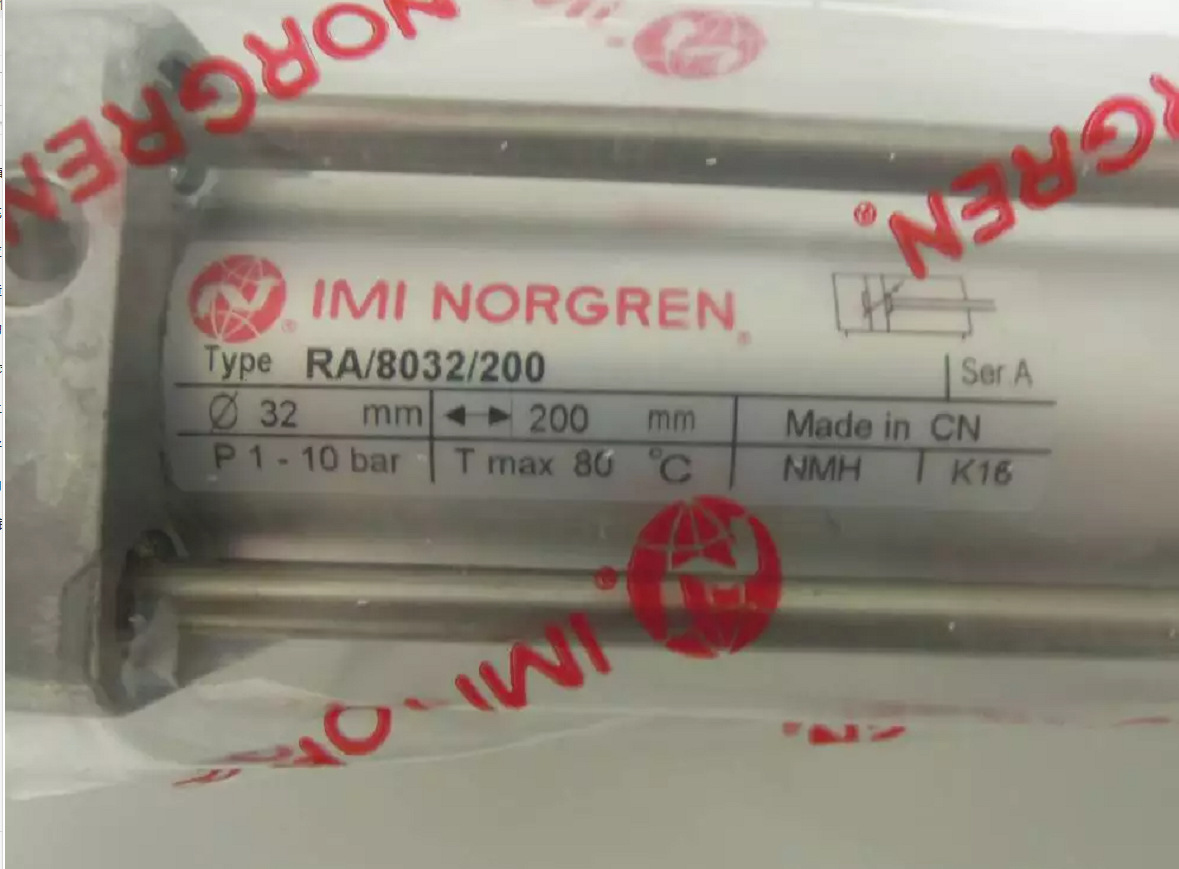 NORGREN
NORGREN®
IMI NORGREN®
Type RA/8032/200 Ser A
Ø 32 mm 200 mm Made in CN
P 1 - 10 bar T max 80 °C NMH K16
IMI